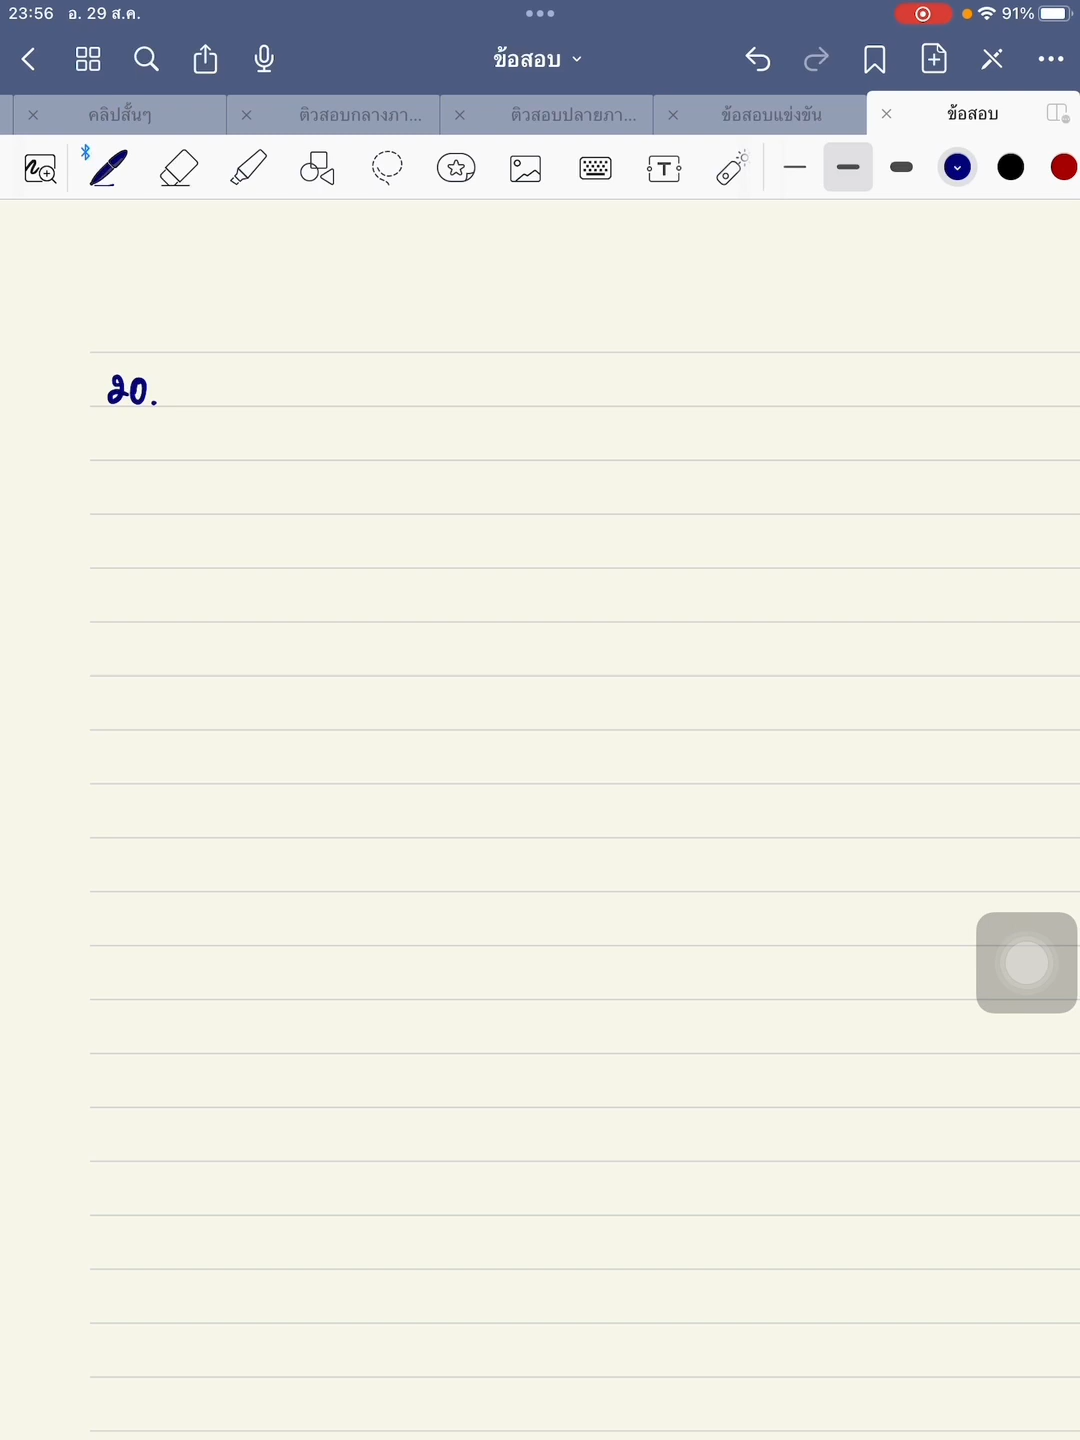 23:56 อ. 29 ส.ค. 91%
ข้อสอบ
คลิปสั้นๆ ติวสอบกลางภา... ติวสอบปลายภา... ข้อสอบแข่งขัน ข้อสอบ
T
20.